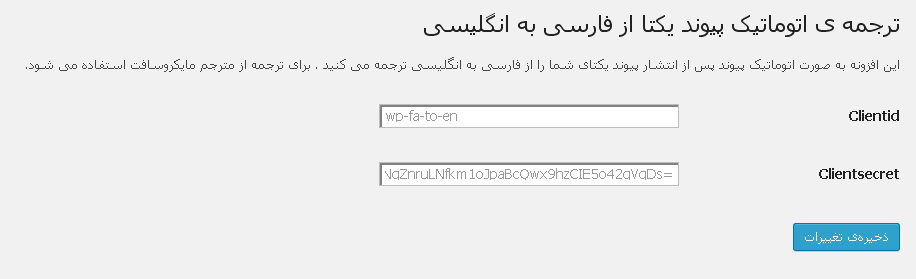 ترجمه ی اتوماتیک پیوند یکتا از فارسی به انگلیسی
این افزونه به صورت اتوماتیک پیوند پس از انتشار پیوند یکتای شما را از فارسی به انگلیسی ترجمه می کنید . برای ترجمه از مترجم مایکروسافت استفاده می شود.
Clientid
wp-fa-to-en
Clientsecret
ذخیره‌ی تغییرات